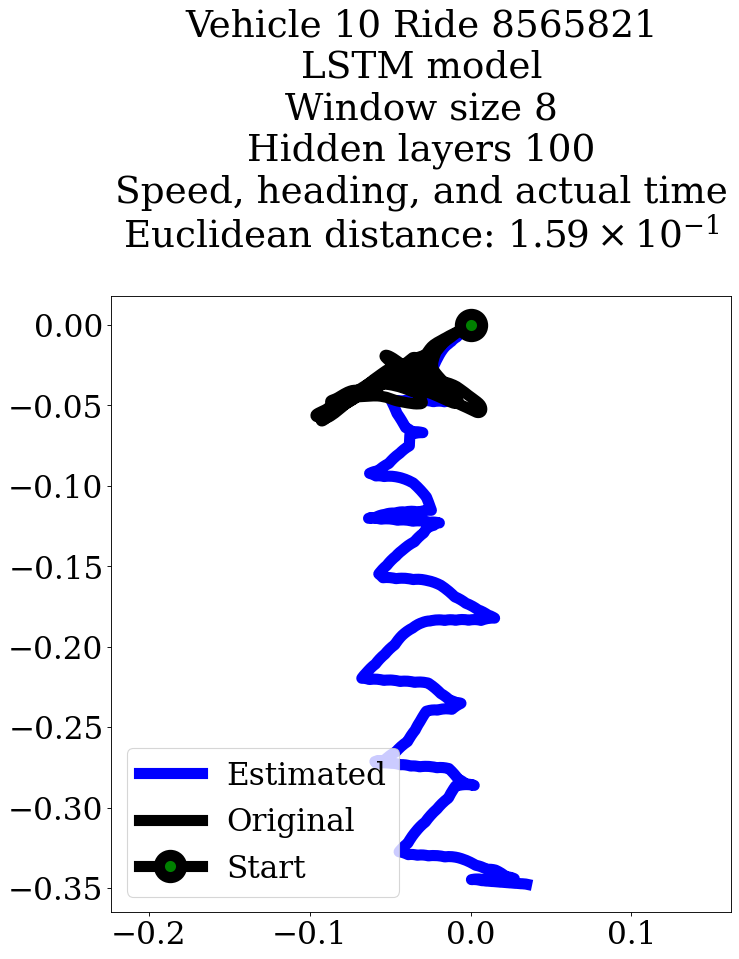 Vehicle 10 Ride 8565821
LSTM model
Window size 8
Hidden layers 100
Speed, heading, and actual time
Euclidean distance: 1.59 × 10⁻¹
0.00
−0.05
−0.10
−0.15
−0.20
−0.25
−0.30
−0.35
Estimated
Original
Start
−0.2 −0.1 0.0 0.1